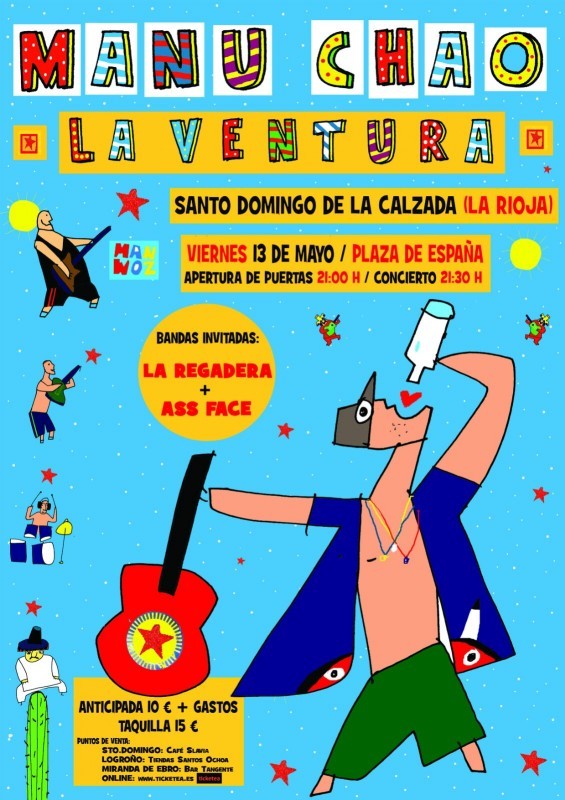 MANU CHAO
LA VENTURA
SANTO DOMINGO DE LA CALZADA (LA RIOJA)
VIERNES 13 DE MAYO / PLAZA DE ESPAÑA
APERTURA DE PUERTAS 21:00 H / CONCIERTO 21:30 H
MAN
WOZ
BANDAS INVITADAS:
LA REGADERA
+
ASS FACE
ANTICIPADA 10 € + GASTOS
TAQUILLA 15 €
PUNTOS DE VENTA:
STO.DOMINGO: CAFÉ SLAVIA
LOGROÑO: TIENDAS SANTOS OCHOA
MIRANDA DE EBRO: BAR TANGENTE
ONLINE: WWW.TICKETEA.ES ticketea